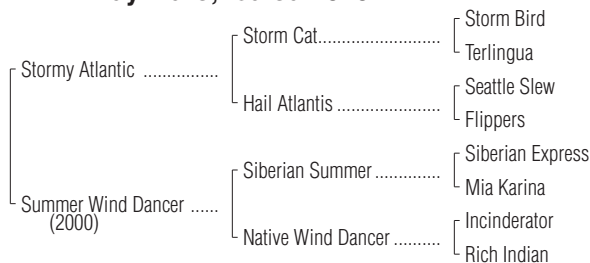 Storm Bird
Storm Cat..........................
Terlingua
Stormy Atlantic ................
Seattle Slew
Hail Atlantis ......................
Flippers
Siberian Express
Siberian Summer..............
Mia Karina
Summer Wind Dancer ......
(2000)
Incinderator
Native Wind Dancer ..........
Rich Indian